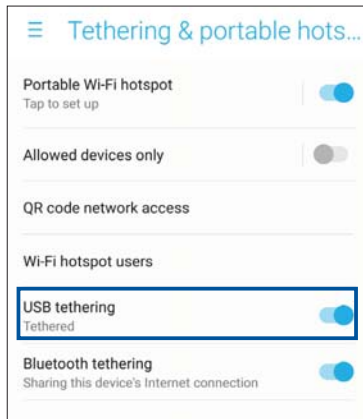 Tethering & portable hots...
Portable Wi-Fi hotspot
Tap to set up
Allowed devices only
QR code network access
Wi-Fi hotspot users
USB tethering
Tethered
Bluetooth tethering
Sharing this device's Internet connection